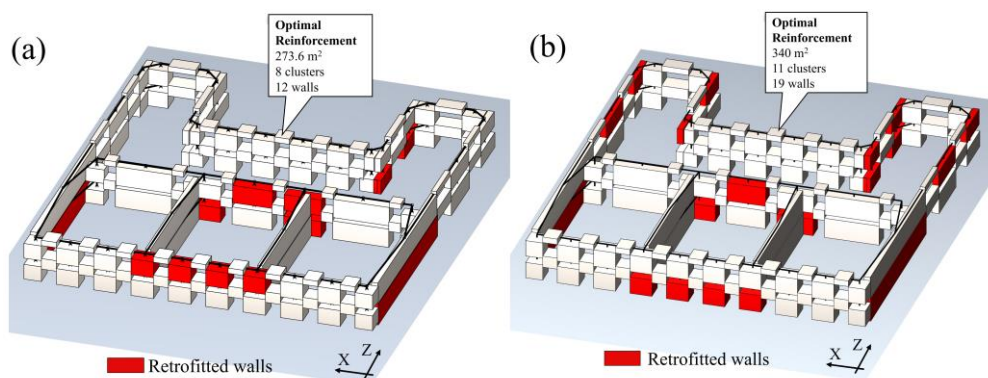 (a)
Optimal
Reinforcement
273.6 m²
8 clusters
12 walls
Retrofitted walls
X
Z
(b)
Optimal
Reinforcement
340 m²
11 clusters
19 walls
Retrofitted walls
X
Z